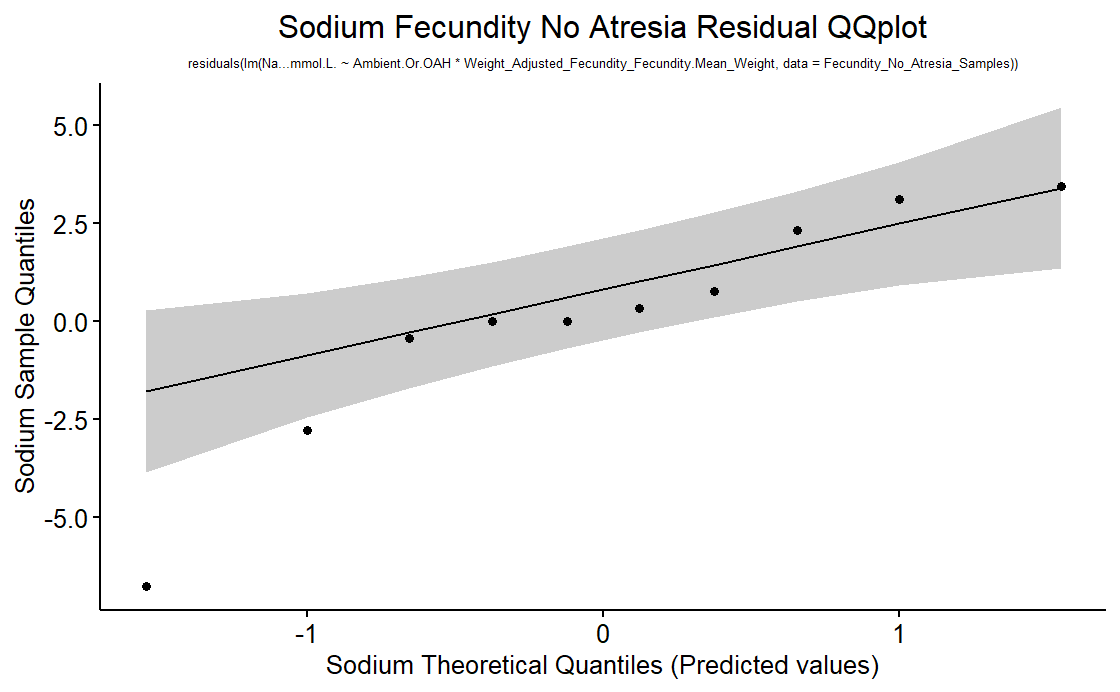 Sodium Fecundity No Atresia Residual QQplot
residuals(lm(Na...mmol.L. ~ Ambient.Or.OAH * Weight_Adjusted_Fecundity_Fecundity.Mean_Weight, data = Fecundity_No_Atresia_Samples))
5.0
2.5
0.0
-2.5
-5.0
Sodium Sample Quantiles
-1
0
1
Sodium Theoretical Quantiles (Predicted values)